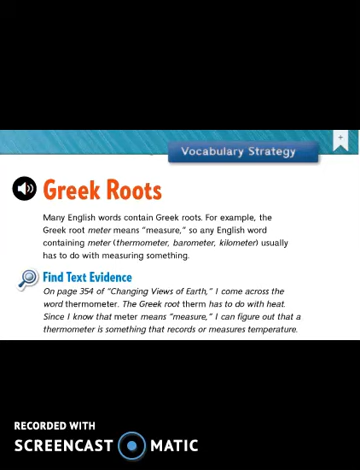 Vocabulary Strategy
Greek Roots
Many English words contain Greek roots. For example, the
Greek root meter means "measure," so any English word
containing meter (thermometer, barometer, kilometer) usually
has to do with measuring something.
Find Text Evidence
On page 354 of "Changing Views of Earth," I come across the
word thermometer. The Greek root therm has to do with heat.
Since I know that meter means "measure," I can figure out that a
thermometer is something that records or measures temperature.
RECORDED WITH
SCREENCAST MATIC